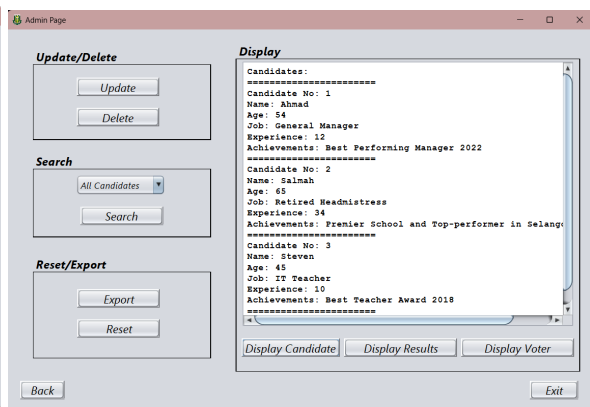 Admin Page
Update/Delete
Update
Delete
Search
All Candidates
Search
Reset/Export
Export
Reset
Display
Candidates:
=======================
Candidate No: 1
Name: Ahmad
Age: 54
Job: General Manager
Experience: 12
Achievements: Best Performing Manager 2022
=======================
Candidate No: 2
Name: Salmah
Age: 65
Job: Retired Headmistress
Experience: 34
Achievements: Premier School and Top-performer in
=======================
Candidate No: 3
Name: Steven
Age: 45
Job: IT Teacher
Experience: 10
Achievements: Best Teacher Award 2018
=======================
Display Candidate Display Results Display Voter
Back Exit